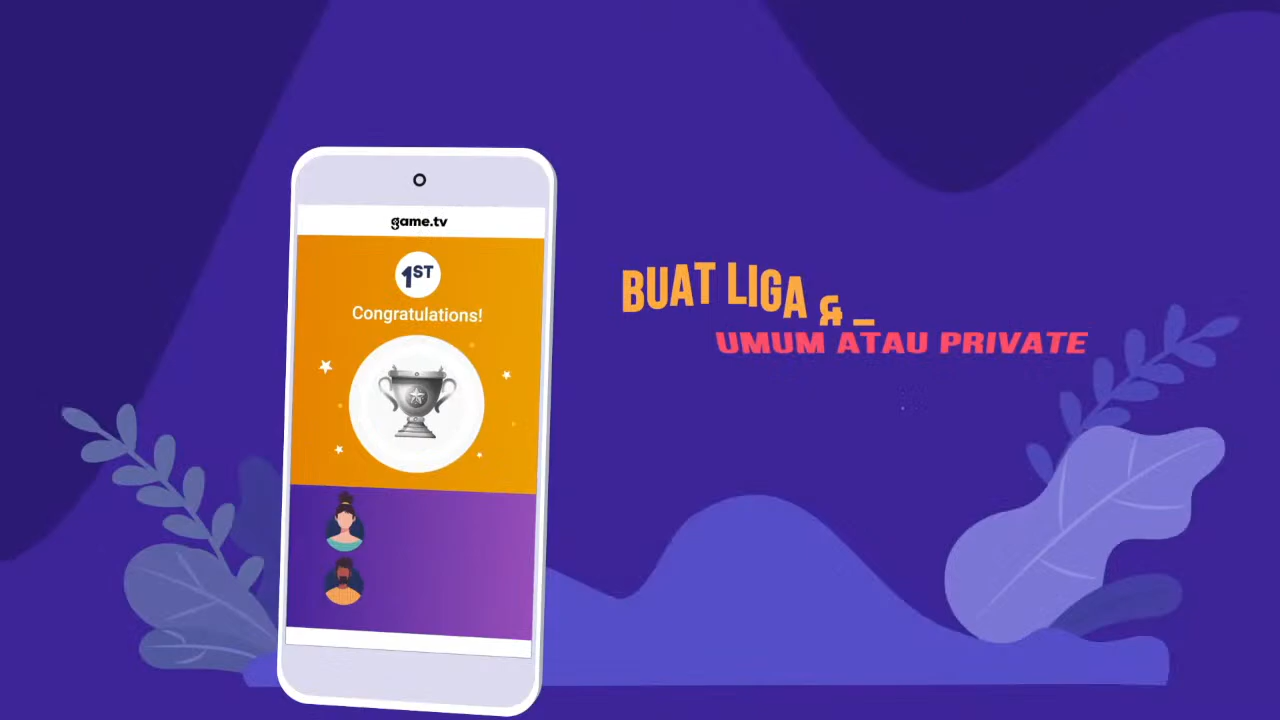 game.tv
1ST
Congratulations!
BUAT LIGA & _
UMUM ATAU PRIVATE